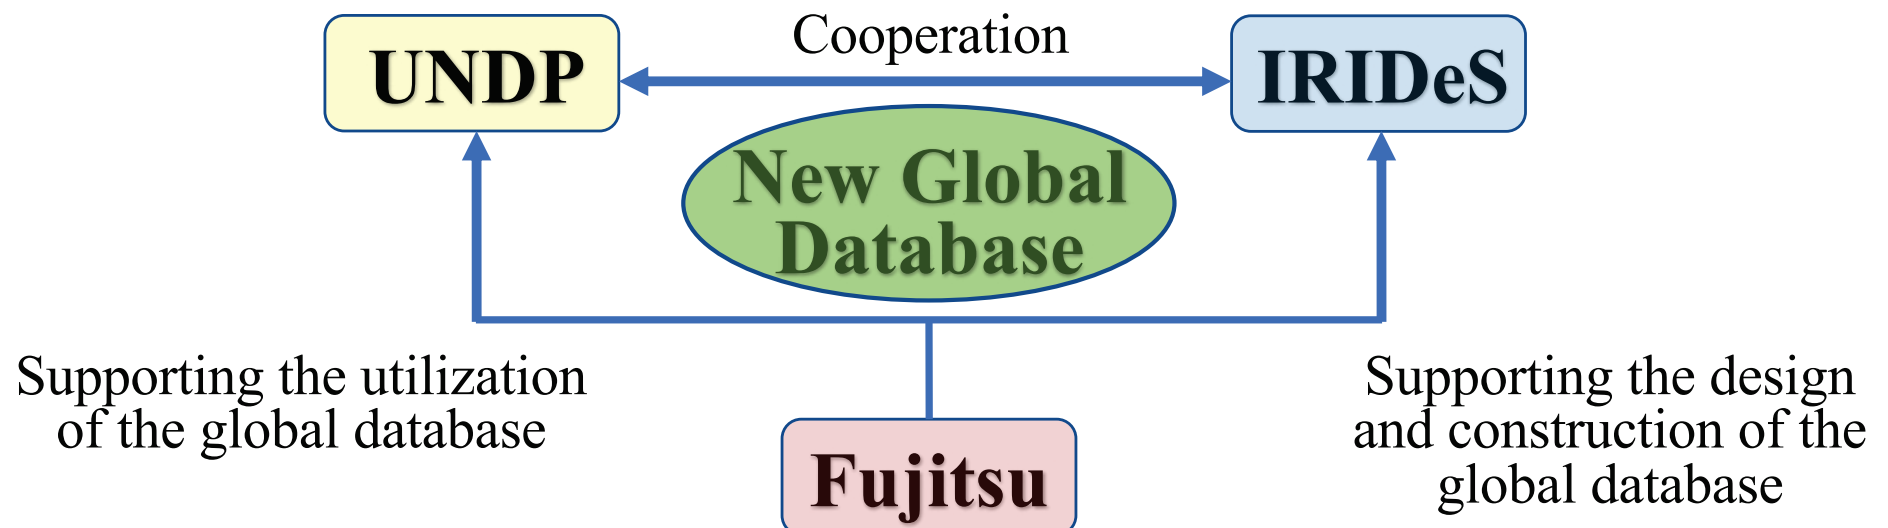 UNDP
Cooperation
IRIDeS
New Global
Database
Supporting the utilization
of the global database
Supporting the design
and construction of the
global database
Fujitsu